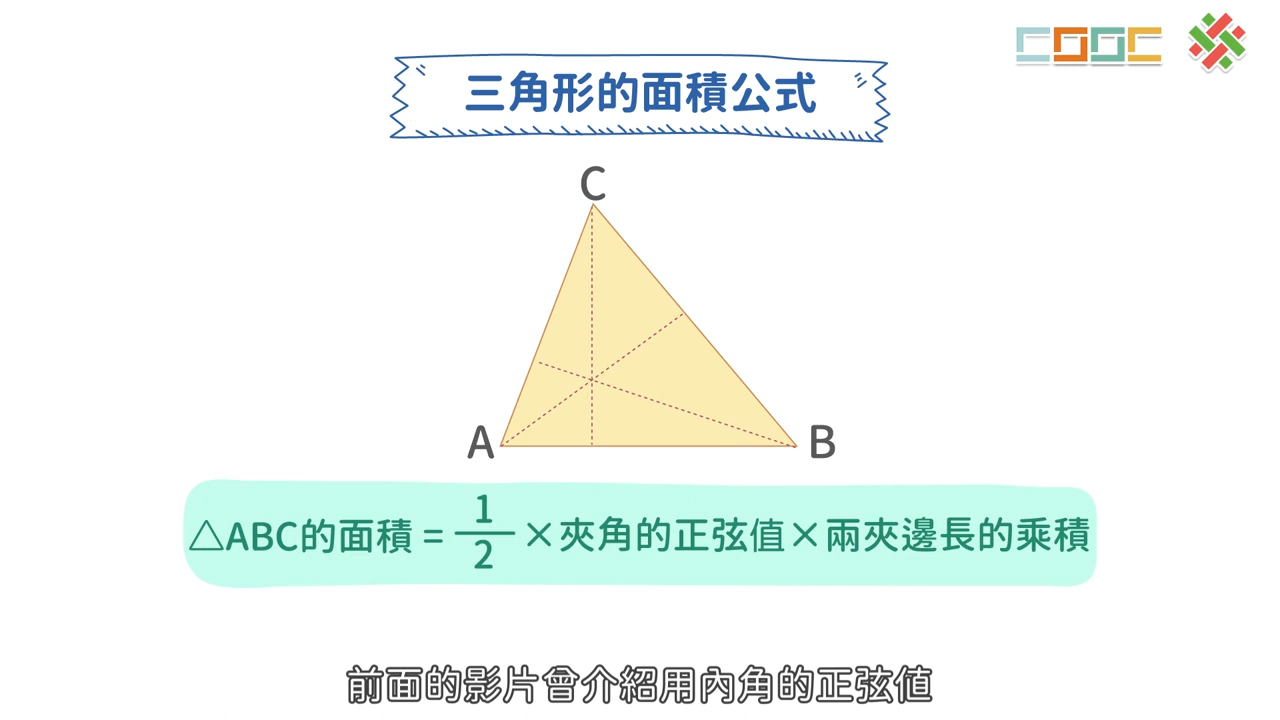 COOC
三角形的面積公式
C
A
B
△ABC的面積 = 1/2 ×夾角的正弦值×兩夾邊長的乘積
前面的影片曾介紹用內角的正弦值